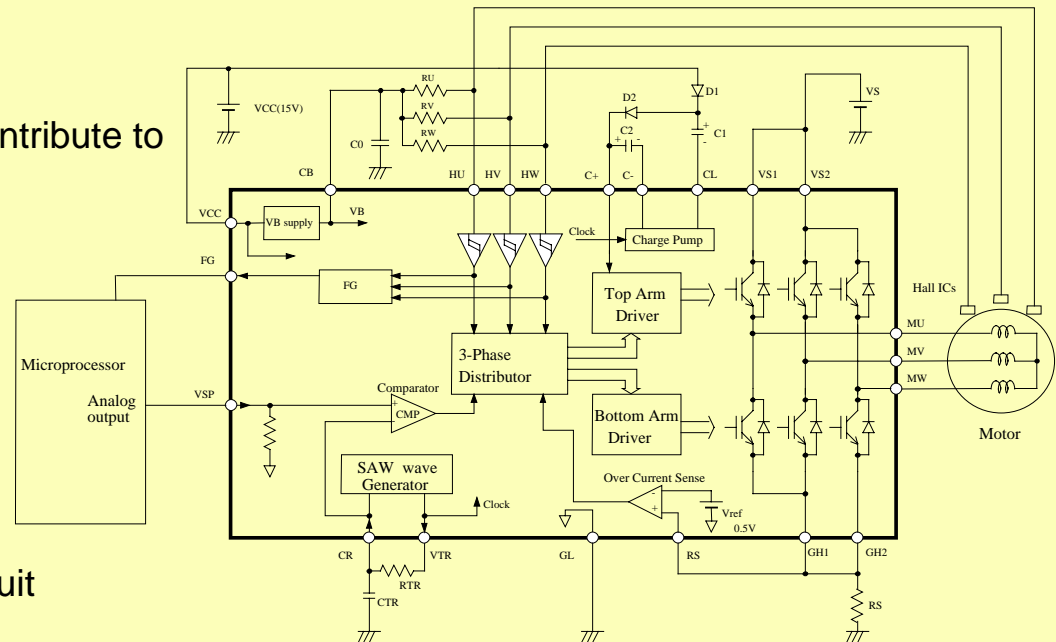 ntribute to
uit
VCC(15V)
RU
RV
RW
C0
D2
D1
C2
+
-
+
C1
-
VS
CB
HU
HV
HW
C+
C-
CL
VS1
VS2
VCC
VB supply
VB
Clock
Charge Pump
FG
FG
Top Arm
Driver
Hall ICs
Microprocessor
Analog
output
VSP
3-Phase
Distributor
MU
MV
MW
Comparator
+
CMP
-
Bottom Arm
Driver
Motor
SAW wave
Generator
Clock
Over Current Sense
-
+
Vref
0.5V
CR
VTR
GL
RS
GH1
GH2
RTR
CTR
RS